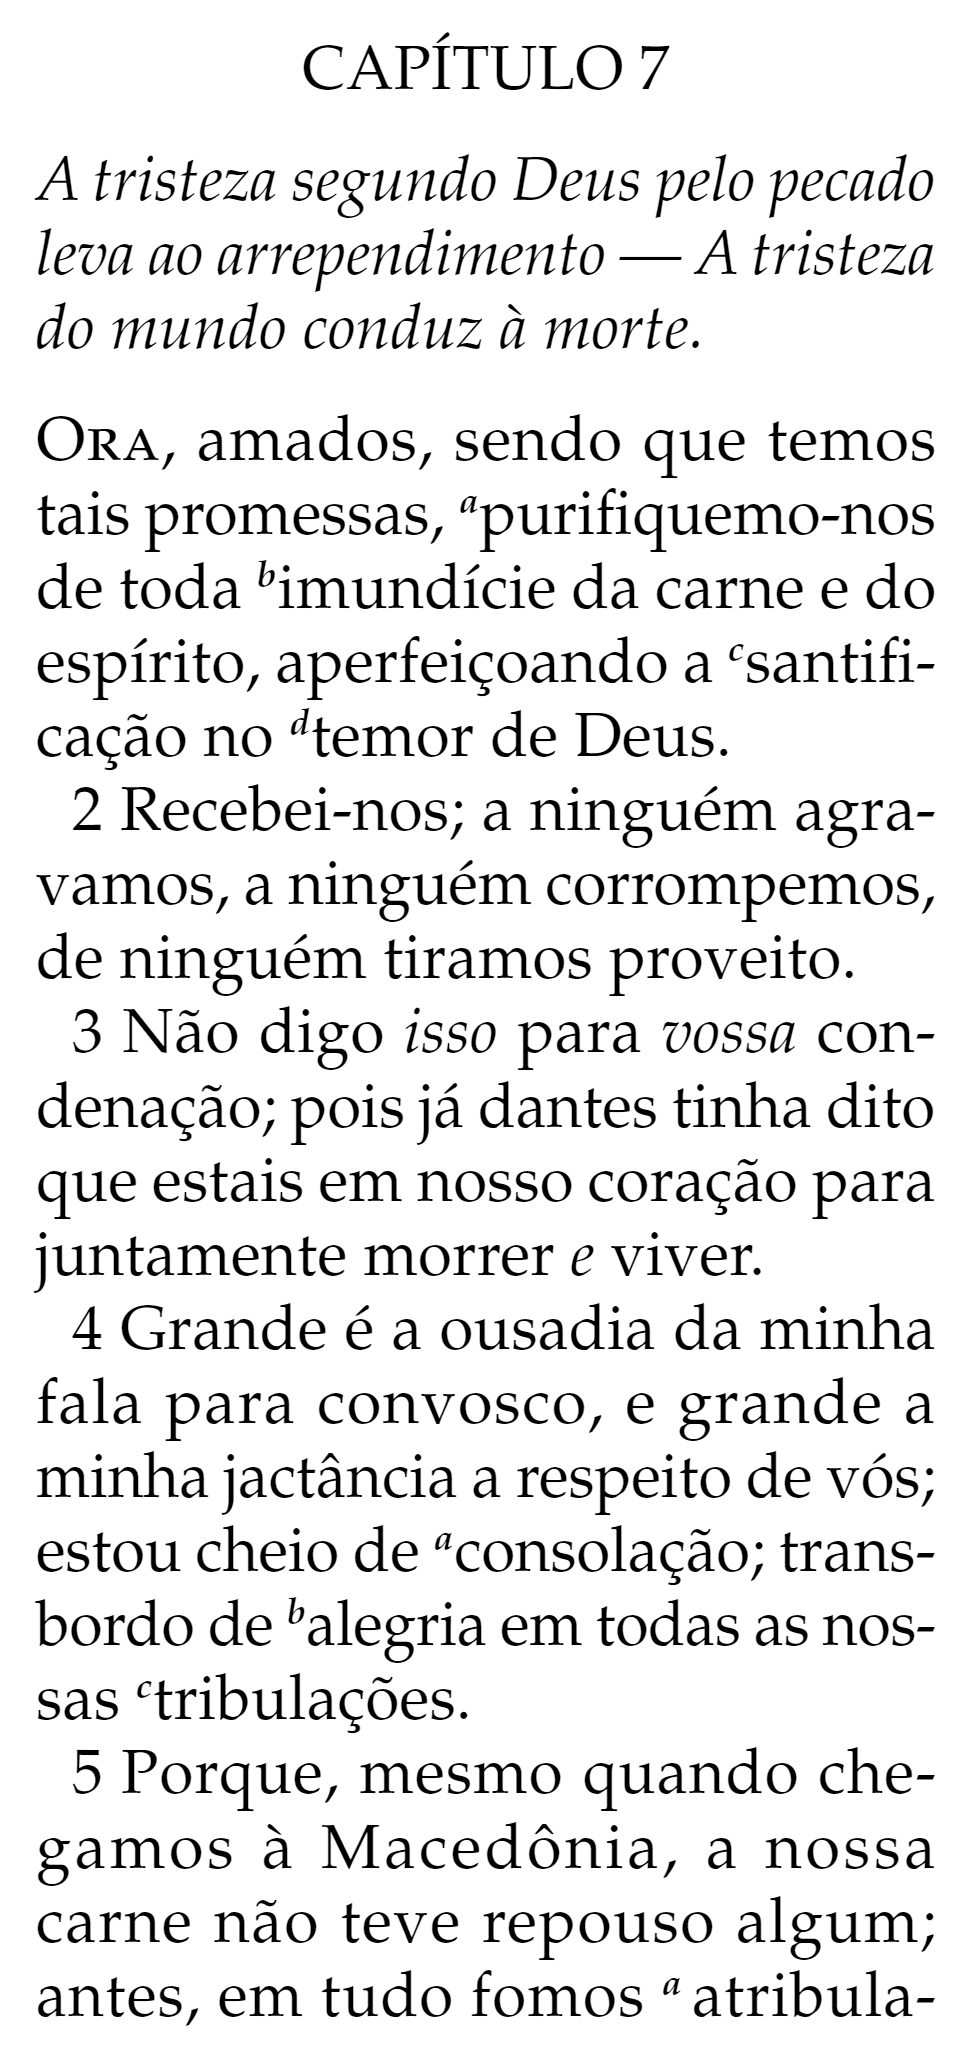 CAPÍTULO 7
A tristeza segundo Deus pelo pecado
leva ao arrependimento — A tristeza
do mundo conduz à morte.
ORA, amados, sendo que temos
tais promessas, apurifiquemo-nos
de toda bimundície da carne e do
espírito, aperfeiçoando a csantifi-
cação no dtemor de Deus.
2 Recebei-nos; a ninguém agra-
vamos, a ninguém corrompemos,
de ninguém tiramos proveito.
3 Não digo isso para vossa con-
denação; pois já dantes tinha dito
que estais em nosso coração para
juntamente morrer e viver.
4 Grande é a ousadia da minha
fala para convosco, e grande a
minha jactância a respeito de vós;
estou cheio de aconsolação; trans-
bordo de balegria em todas as nos-
sas ctribulações.
5 Porque, mesmo quando che-
gamos à Macedônia, a nossa
carne não teve repouso algum;
antes, em tudo fomos a atribula-